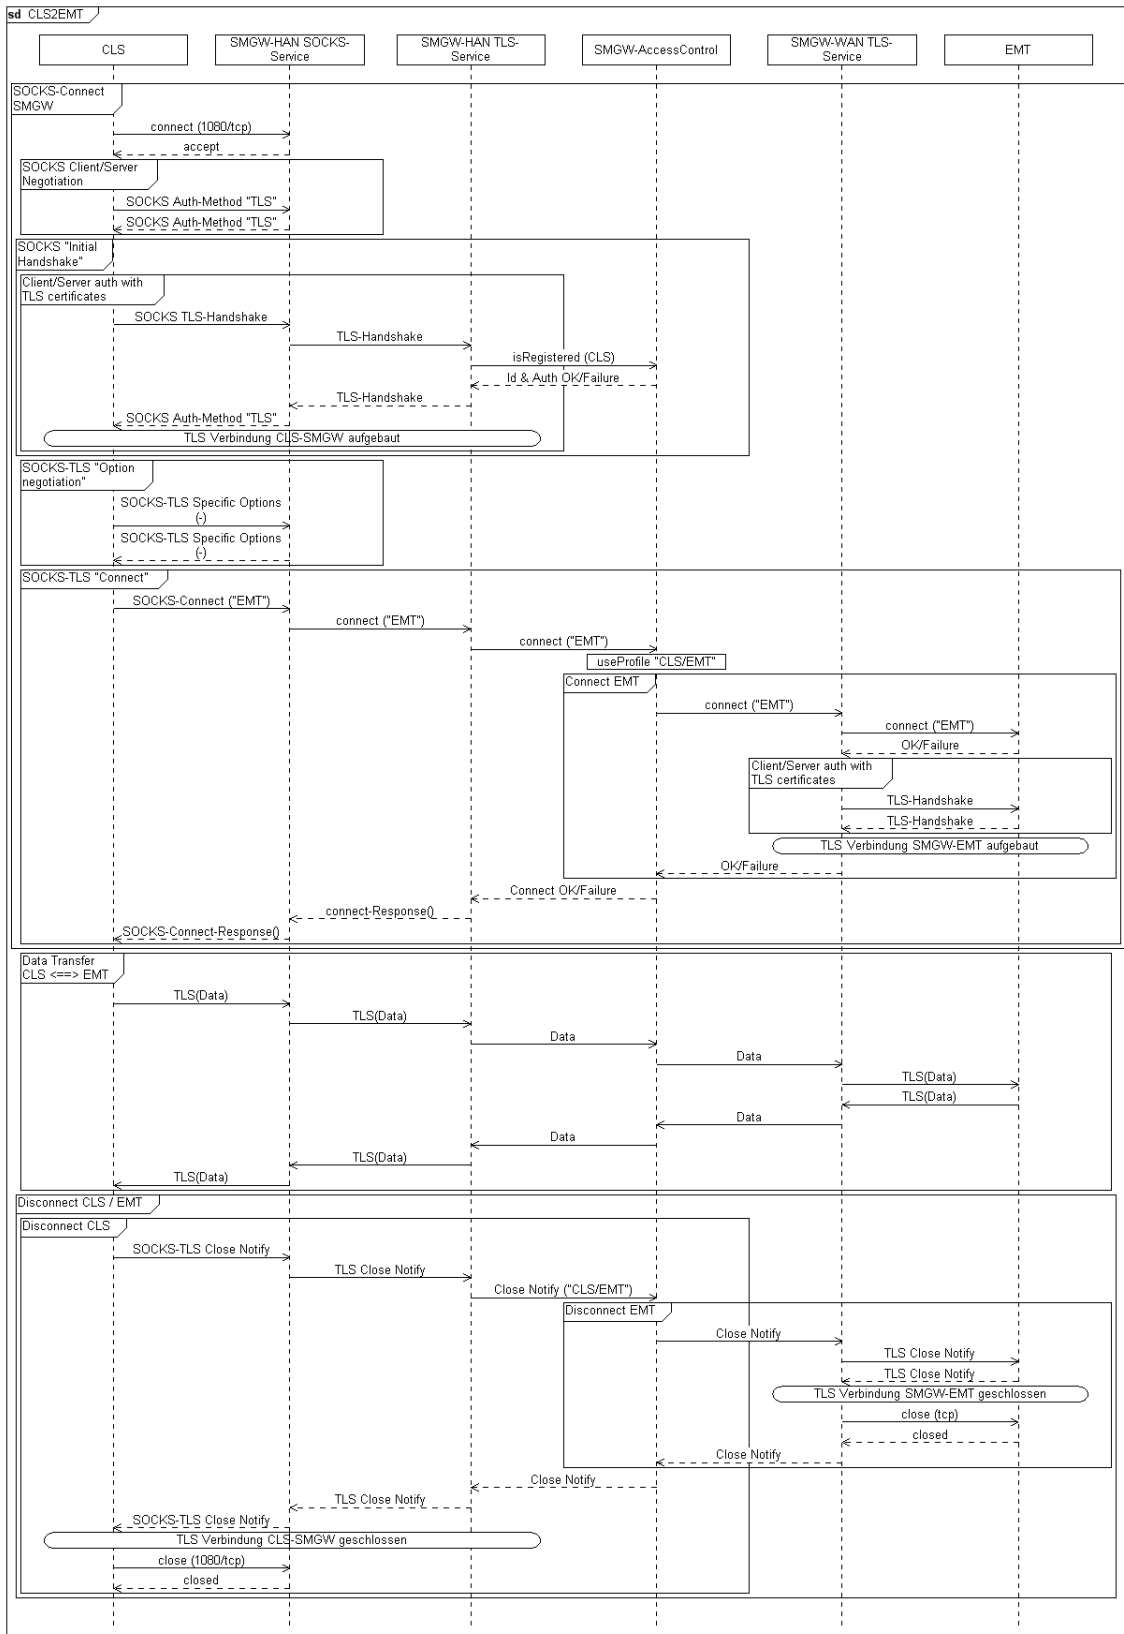 sd CLS2EMT
CLS
SMGW-HAN SOCKS-
Service
SMGW-HAN TLS-
Service
SMGW-AccessControl
SMGW-WAN TLS-
Service
EMT
SOCKS-Connect
SMGW
connect (1080/tcp)
accept
SOCKS Client/Server
Negotiation
SOCKS Auth-Method "TLS"
SOCKS Auth-Method "TLS"
SOCKS "Initial
Handshake"
Client/Server auth with
TLS certificates
SOCKS TLS-Handshake
TLS-Handshake
isRegistered (CLS)
Id & Auth OK/Failure
TLS-Handshake
SOCKS Auth-Method "TLS"
TLS Verbindung CLS-SMGW aufgebaut
SOCKS-TLS "Option
negotiation"
SOCKS-TLS Specific Options
(-)
SOCKS-TLS Specific Options
(-)
SOCKS-TLS "Connect"
SOCKS-Connect ("EMT")
connect ("EMT")
connect ("EMT")
useProfile "CLS/EMT"
Connect EMT
connect ("EMT")
connect ("EMT")
OK/Failure
Client/Server auth with
TLS certificates
TLS-Handshake
TLS-Handshake
TLS Verbindung SMGW-EMT aufgebaut
OK/Failure
Connect OK/Failure
connect-Response()
SOCKS-Connect-Response()
Data Transfer
CLS <==> EMT
TLS(Data)
TLS(Data)
Data
Data
TLS(Data)
TLS(Data)
Data
Data
TLS(Data)
TLS(Data)
Disconnect CLS / EMT
Disconnect CLS
SOCKS-TLS Close Notify
TLS Close Notify
Close Notify ("CLS/EMT")
Disconnect EMT
Close Notify
TLS Close Notify
TLS Close Notify
TLS Verbindung SMGW-EMT geschlossen
close (tcp)
closed
Close Notify
Close Notify
TLS Close Notify
SOCKS-TLS Close Notify
TLS Verbindung CLS-SMGW geschlossen
close (1080/tcp)
closed